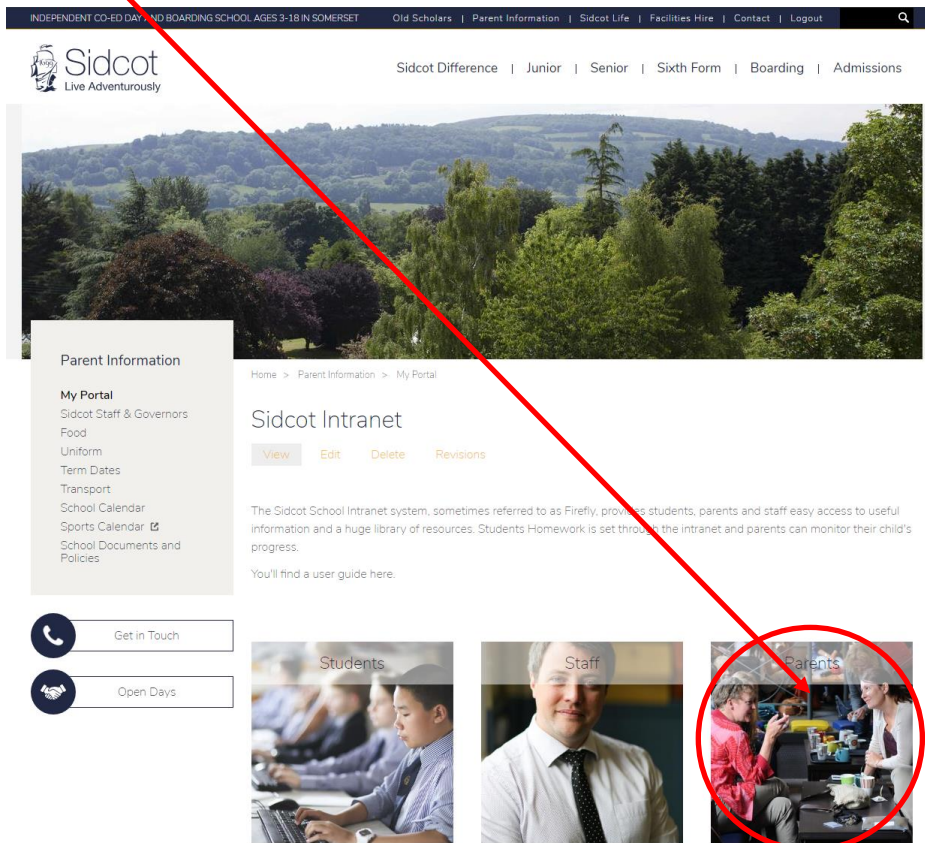 INDEPENDENT CO-ED DAY AND BOARDING SCHOOL AGES 3-18 IN SOMERSET
Old Scholars | Parent Information | Sidcot Life | Facilities Hire | Contact | Logout
1699
Sidcot
Live Adventurously
Sidcot Difference | Junior | Senior | Sixth Form | Boarding | Admissions
Parent Information
My Portal
Sidcot Staff & Governors
Food
Uniform
Term Dates
Transport
School Calendar
Sports Calendar
School Documents and
Policies
Get in Touch
Open Days
Home > Parent Information > My Portal
Sidcot Intranet
View Edit Delete Revisions
The Sidcot School Intranet system, sometimes referred to as Firefly, provides students, parents and staff easy access to useful
information and a huge library of resources. Students Homework is set through the intranet and parents can monitor their child's
progress.
You'll find a user guide here.
Students
Staff
Parents